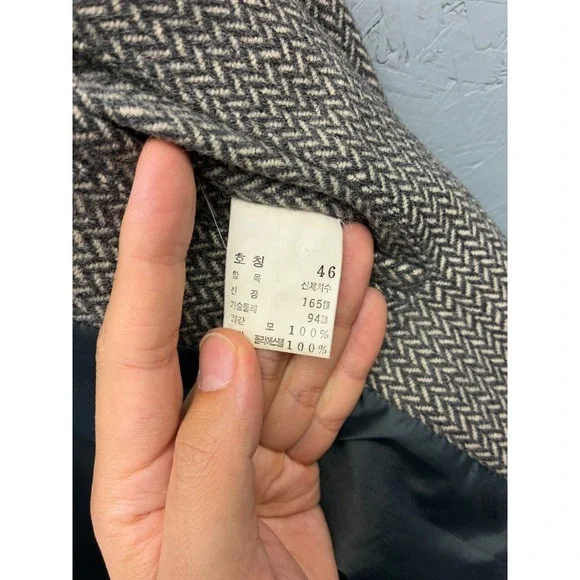 호 칭 46
항 목 신체치수
신 장 165㎝
가슴둘레 94㎝
겉감 모 100%
폴리에스텔 100%